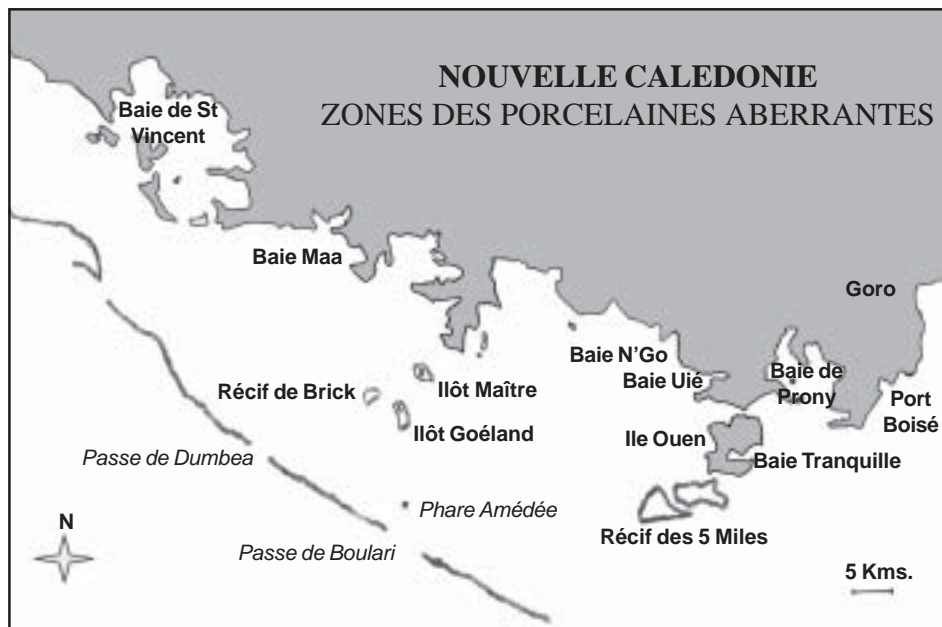 NOUVELLE CALEDONIE
ZONES DES PORCELAINES ABERRANTES
Baie de St
Vincent
Baie Maa
Goro
Baie N'Go
Baie Uié
Baie de
Prony
Port
Boisé
Récif de Brick
Ilôt Maître
Ilôt Goéland
Ile Ouen
Baie Tranquille
Passe de Dumbea
Phare Amédée
Récif des 5 Miles
N
Passe de Boulari
5 Kms.